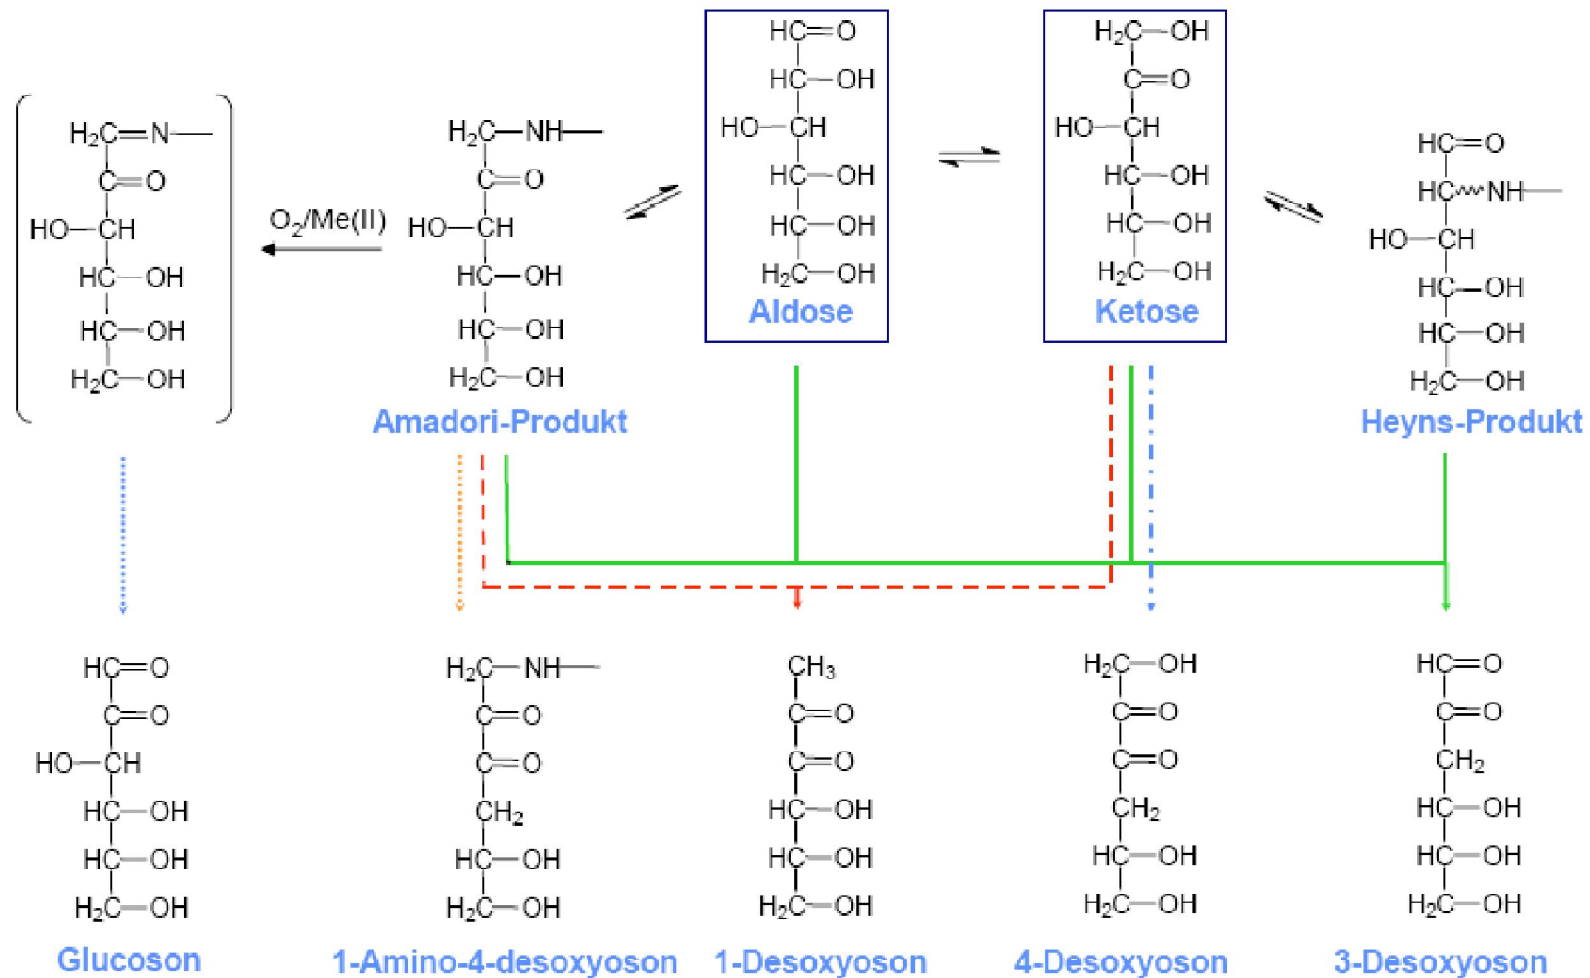 H₂C=N—
C=O
HO—CH
HC—OH
HC—OH
H₂C—OH
O₂/Me(II)
H₂C—NH—
C=O
HO—CH
HC—OH
HC—OH
H₂C—OH
Amadori-Produkt
HC=O
HC—OH
HO—CH
HC—OH
HC—OH
H₂C—OH
Aldose
H₂C—OH
C=O
HO—CH
HC—OH
HC—OH
H₂C—OH
Ketose
HC=O
HC~NH—
HO—CH
HC—OH
HC—OH
H₂C—OH
Heyns-Produkt
HC=O
C=O
HO—CH
HC—OH
HC—OH
H₂C—OH
Glucoson
H₂C—NH—
C=O
C=O
CH₂
HC—OH
H₂C—OH
1-Amino-4-desoxyoson
CH₃
C=O
C=O
HC—OH
HC—OH
H₂C—OH
1-Desoxyoson
H₂C—OH
C=O
C=O
CH₂
HC—OH
H₂C—OH
4-Desoxyoson
HC=O
C=O
CH₂
HC—OH
HC—OH
H₂C—OH
3-Desoxyoson